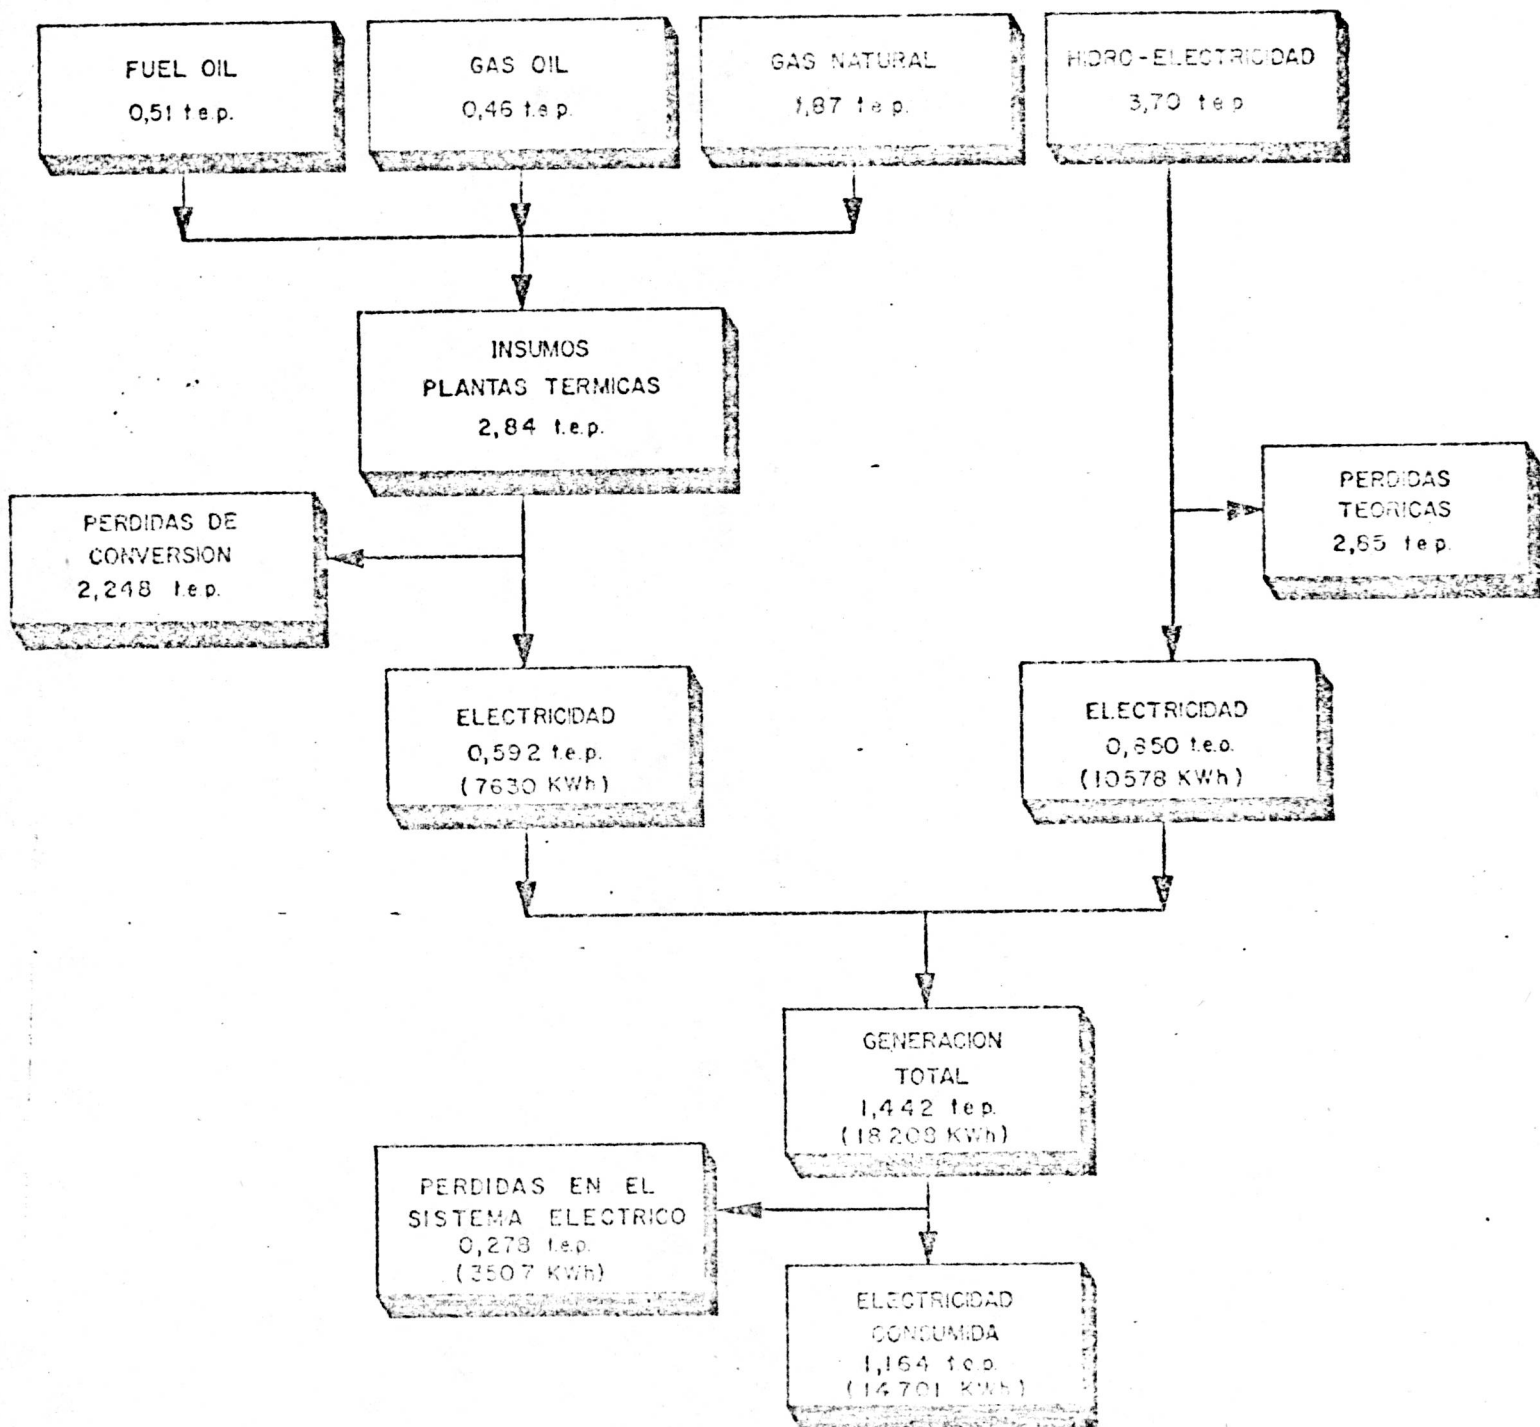 FUEL OIL
0,51 t.e.p.
GAS OIL
0,46 t.e.p.
GAS NATURAL
1,87 t e p.
HIDRO-ELECTRICIDAD
3,70 t e p
INSUMOS
PLANTAS TERMICAS
2,84 t.e.p.
PERDIDAS DE
CONVERSION
2,248 t.e.p.
PERDIDAS
TEORICAS
2,85 t e p.
ELECTRICIDAD
0,592 t.e.p.
(7630 KWh)
ELECTRICIDAD
0,850 t.e.p.
(10578 KWh)
GENERACION
TOTAL
1,442 t e p.
(18208 KWh)
PERDIDAS EN EL
SISTEMA ELECTRICO
0,278 t.e.p.
(3507 KWh)
ELECTRICIDAD
CONSUMIDA
1,164 t e p.
(14701 KWh)